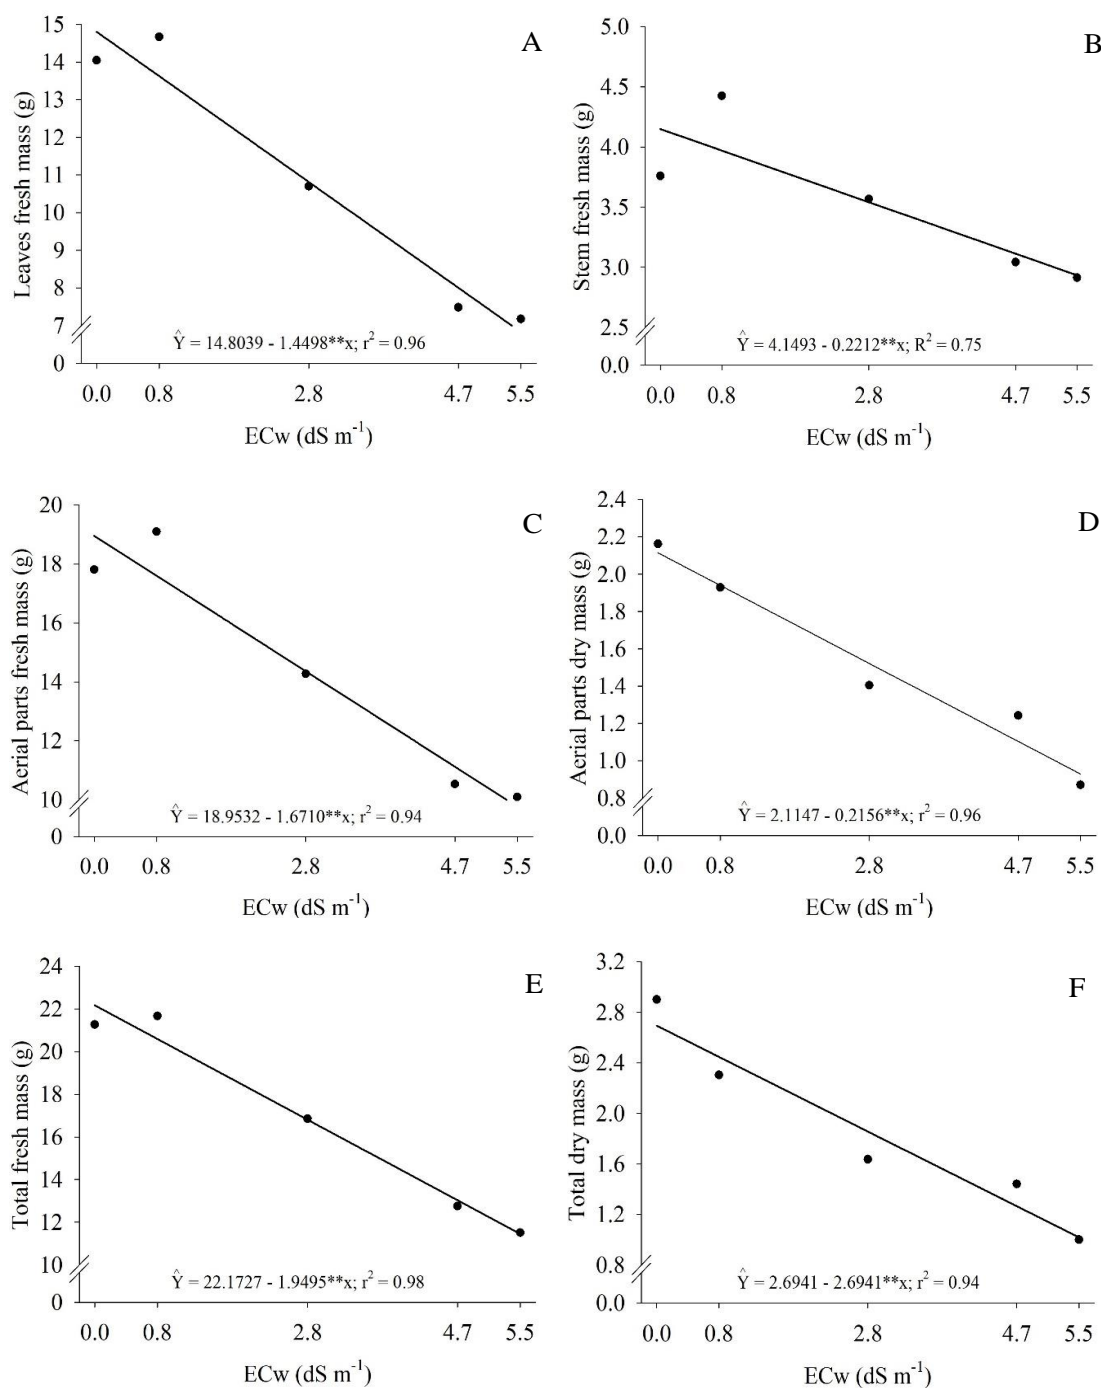 A
Leaves fresh mass (g)
15
14
13
12
11
10
9
8
7
0
Ŷ = 14.8039 - 1.4498**x; r² = 0.96
0.0 0.8 2.8 4.7 5.5
ECw (dS m⁻¹)
B
Stem fresh mass (g)
5.0
4.5
4.0
3.5
3.0
2.5
0.0
Ŷ = 4.1493 - 0.2212**x; R² = 0.75
0.0 0.8 2.8 4.7 5.5
ECw (dS m⁻¹)
C
Aerial parts fresh mass (g)
20
18
16
14
12
10
0
Ŷ = 18.9532 - 1.6710**x; r² = 0.94
0.0 0.8 2.8 4.7 5.5
ECw (dS m⁻¹)
D
Aerial parts dry mass (g)
2.4
2.2
2.0
1.8
1.6
1.4
1.2
1.0
0.8
0.0
Ŷ = 2.1147 - 0.2156**x; r² = 0.96
0.0 0.8 2.8 4.7 5.5
ECw (dS m⁻¹)
E
Total fresh mass (g)
24
22
20
18
16
14
12
10
0
Ŷ = 22.1727 - 1.9495**x; r² = 0.98
0.0 0.8 2.8 4.7 5.5
ECw (dS m⁻¹)
F
Total dry mass (g)
3.2
2.8
2.4
2.0
1.6
1.2
0.8
0.0
Ŷ = 2.6941 - 2.6941**x; r² = 0.94
0.0 0.8 2.8 4.7 5.5
ECw (dS m⁻¹)